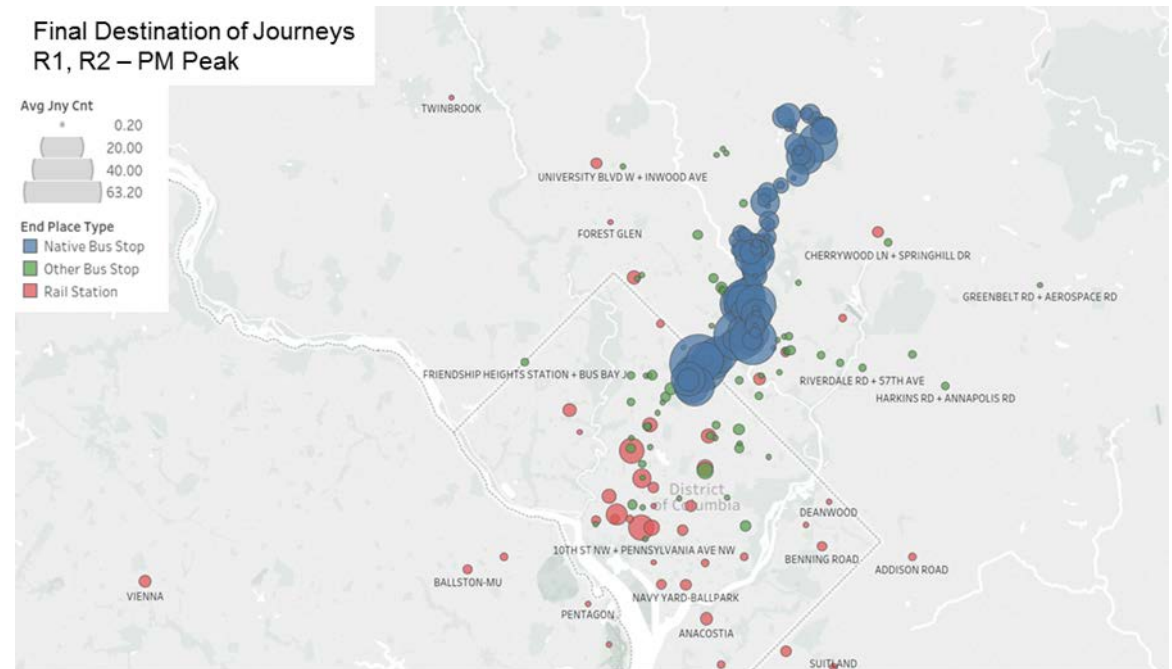 Final Destination of Journeys
R1, R2 – PM Peak
Avg Jny Cnt
0.20
20.00
40.00
63.20
End Place Type
Native Bus Stop
Other Bus Stop
Rail Station
TWINBROOK
UNIVERSITY BLVD W + INWOOD AVE
FOREST GLEN
CHERRYWOOD LN + SPRINGHILL DR
GREENBELT RD + AEROSPACE RD
FRIENDSHIP HEIGHTS STATION + BUS BAY J
RIVERDALE RD + 57TH AVE
HARKINS RD + ANNAPOLIS RD
District
of Columbia
DEANWOOD
10TH ST NW + PENNSYLVANIA AVE NW
BENNING ROAD
ADDISON ROAD
BALLSTON-MU
VIENNA
NAVY YARD-BALLPARK
PENTAGON
ANACOSTIA
SUITLAND